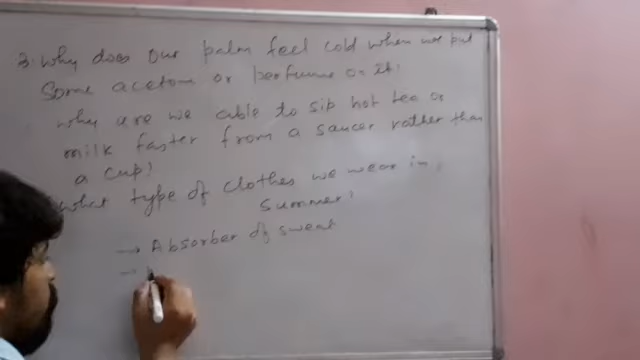 3. Why does our palm feel cold when we put
Some acetone or perfume on it?
Why are we able to sip hot tea or
milk faster from a saucer rather than
a cup?
What type of clothes we wear in
Summer?
→ Absorber of sweat
→